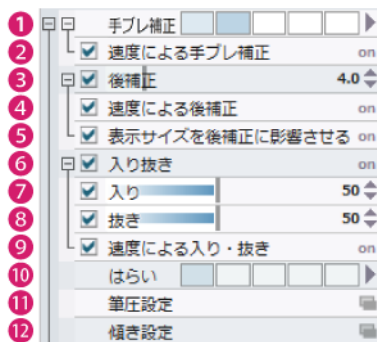 1 手ブレ補正
2 速度による手ブレ補正 on
3 後補正 4.0
4 速度による後補正 on
5 表示サイズを後補正に影響させる on
6 入り抜き on
7 入り 50
8 抜き 50
9 速度による入り・抜き on
10 はらい
11 筆圧設定
12 傾き設定